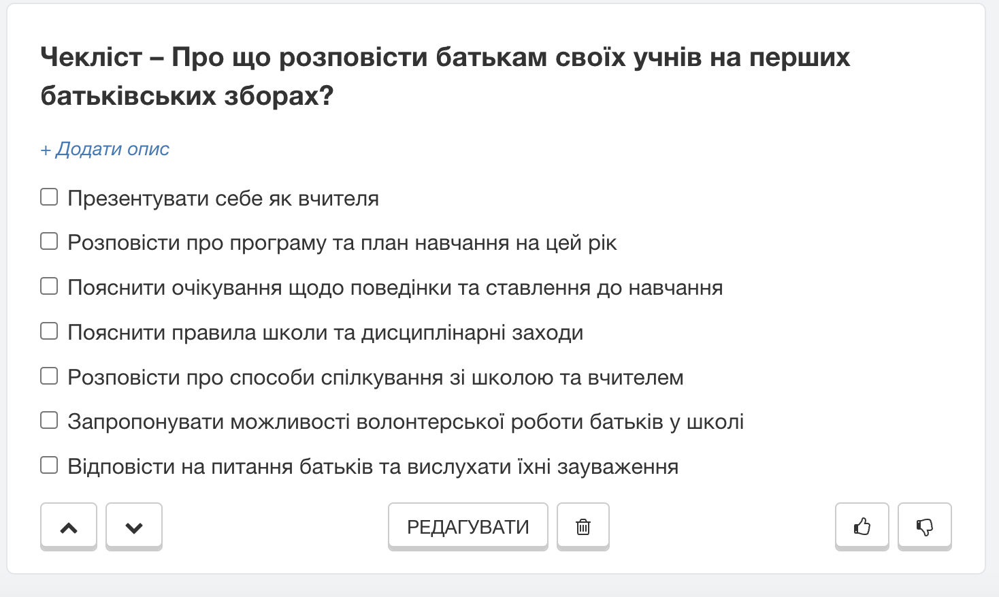 Чекліст – Про що розповісти батькам своїх учнів на перших
батьківських зборах?
+ Додати опис
Презентувати себе як вчителя
Розповісти про програму та план навчання на цей рік
Пояснити очікування щодо поведінки та ставлення до навчання
Пояснити правила школи та дисциплінарні заходи
Розповісти про способи спілкування зі школою та вчителем
Запропонувати можливості волонтерської роботи батьків у школі
Відповісти на питання батьків та вислухати їхні зауваження
РЕДАГУВАТИ